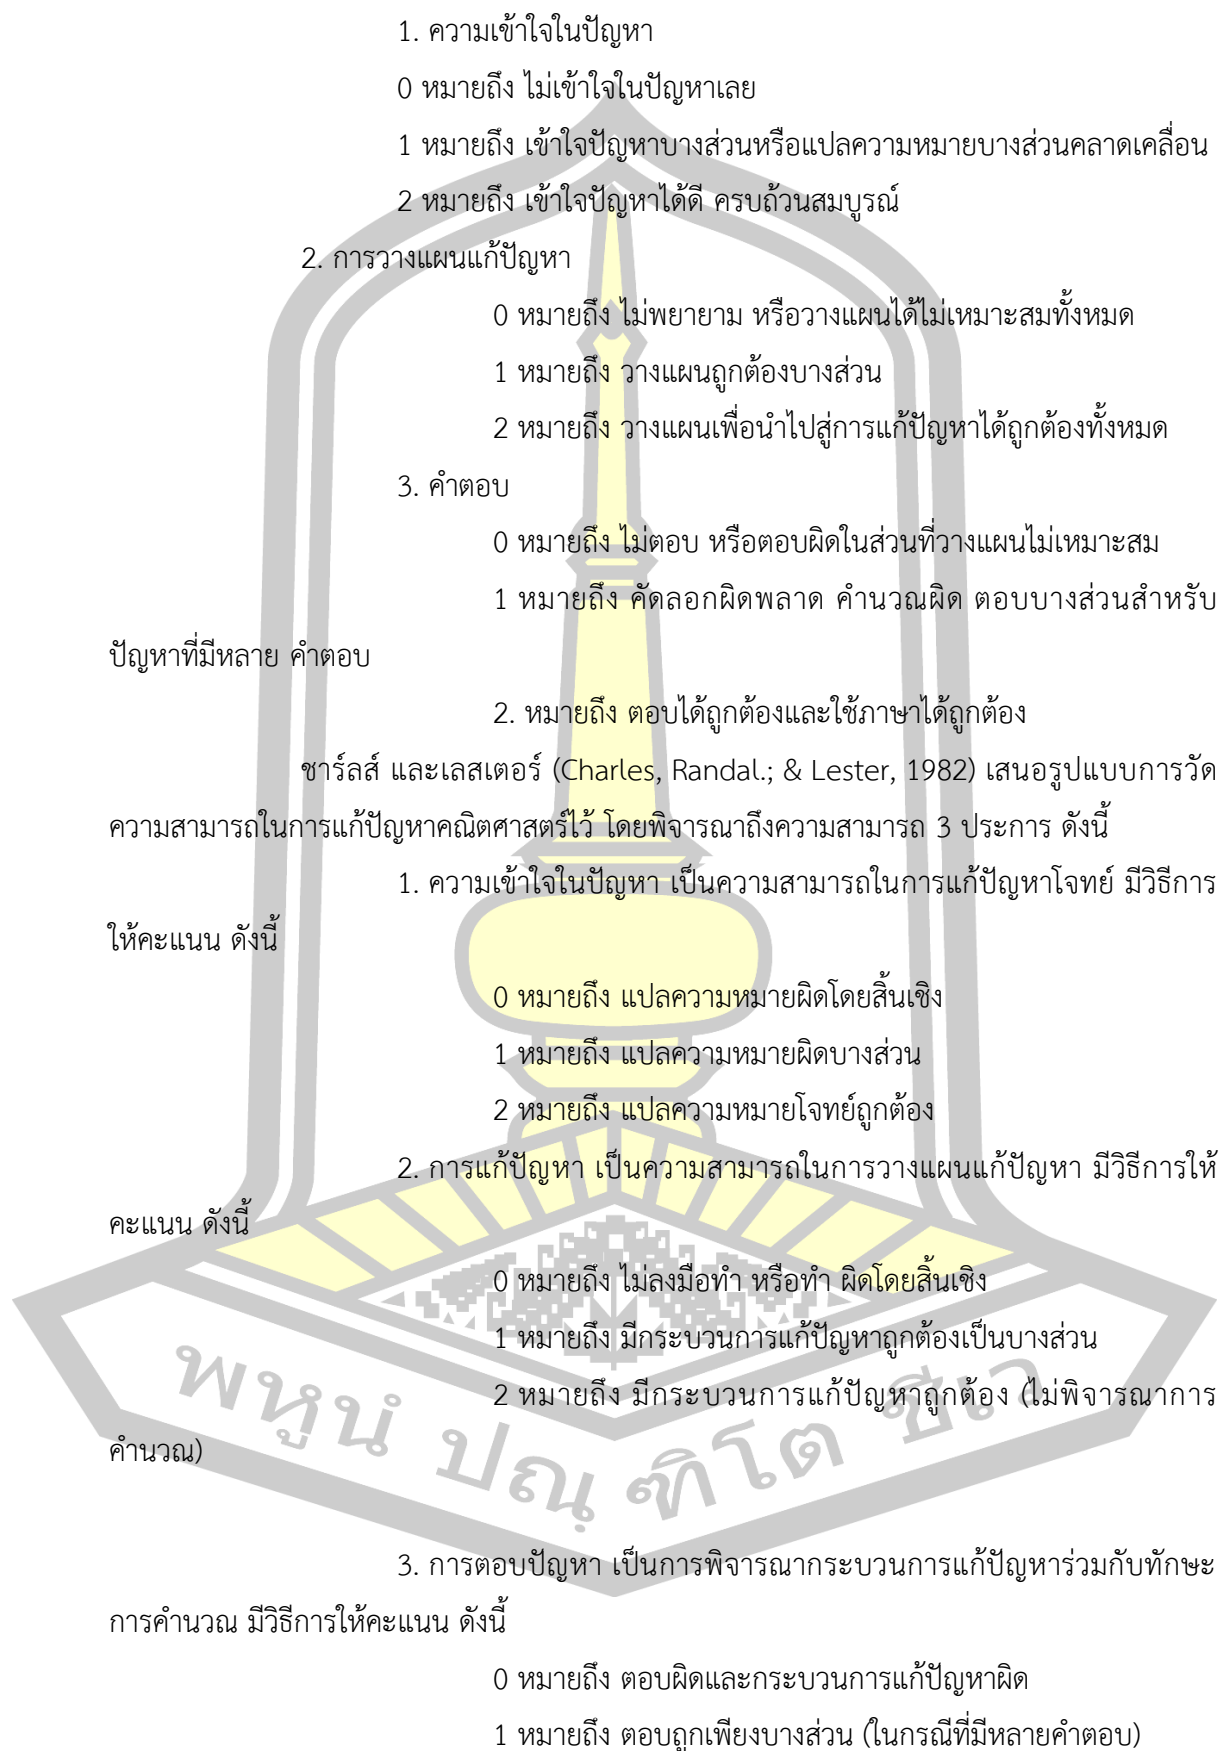 1. ความเข้าใจในปัญหา
0 หมายถึง ไม่เข้าใจในปัญหาเลย
1 หมายถึง เข้าใจปัญหาบางส่วนหรือแปลความหมายบางส่วนคลาดเคลื่อน
2 หมายถึง เข้าใจปัญหาได้ดี ครบถ้วนสมบูรณ์
2. การวางแผนแก้ปัญหา
0 หมายถึง ไม่พยายาม หรือวางแผนได้ไม่เหมาะสมทั้งหมด
1 หมายถึง วางแผนถูกต้องบางส่วน
2 หมายถึง วางแผนเพื่อนำไปสู่การแก้ปัญหาได้ถูกต้องทั้งหมด
3. คำตอบ
0 หมายถึง ไม่ตอบ หรือตอบผิดในส่วนที่วางแผนไม่เหมาะสม
1 หมายถึง คัดลอกผิดพลาด คำนวณผิด ตอบบางส่วนสำหรับ
ปัญหาที่มีหลาย คำตอบ
2. หมายถึง ตอบได้ถูกต้องและใช้ภาษาได้ถูกต้อง
ชาร์ลส์ และเลสเตอร์ (Charles, Randal.; & Lester, 1982) เสนอรูปแบบการวัด
ความสามารถในการแก้ปัญหาคณิตศาสตร์ไว้ โดยพิจารณาถึงความสามารถ 3 ประการ ดังนี้
1. ความเข้าใจในปัญหา เป็นความสามารถในการแก้ปัญหาโจทย์ มีวิธีการ
ให้คะแนน ดังนี้
0 หมายถึง แปลความหมายผิดโดยสิ้นเชิง
1 หมายถึง แปลความหมายผิดบางส่วน
2 หมายถึง แปลความหมายโจทย์ถูกต้อง
2. การแก้ปัญหา เป็นความสามารถในการวางแผนแก้ปัญหา มีวิธีการให้
คะแนน ดังนี้
0 หมายถึง ไม่ลงมือทำ หรือทำ ผิดโดยสิ้นเชิง
1 หมายถึง มีกระบวนการแก้ปัญหาถูกต้องเป็นบางส่วน
2 หมายถึง มีกระบวนการแก้ปัญหาถูกต้อง (ไม่พิจารณาการ
คำนวณ)
พหูนํ ปณฺฑิโต ชีเว
3. การตอบปัญหา เป็นการพิจารณากระบวนการแก้ปัญหาร่วมกับทักษะ
การคำนวณ มีวิธีการให้คะแนน ดังนี้
0 หมายถึง ตอบผิดและกระบวนการแก้ปัญหาผิด
1 หมายถึง ตอบถูกเพียงบางส่วน (ในกรณีที่มีหลายคำตอบ)